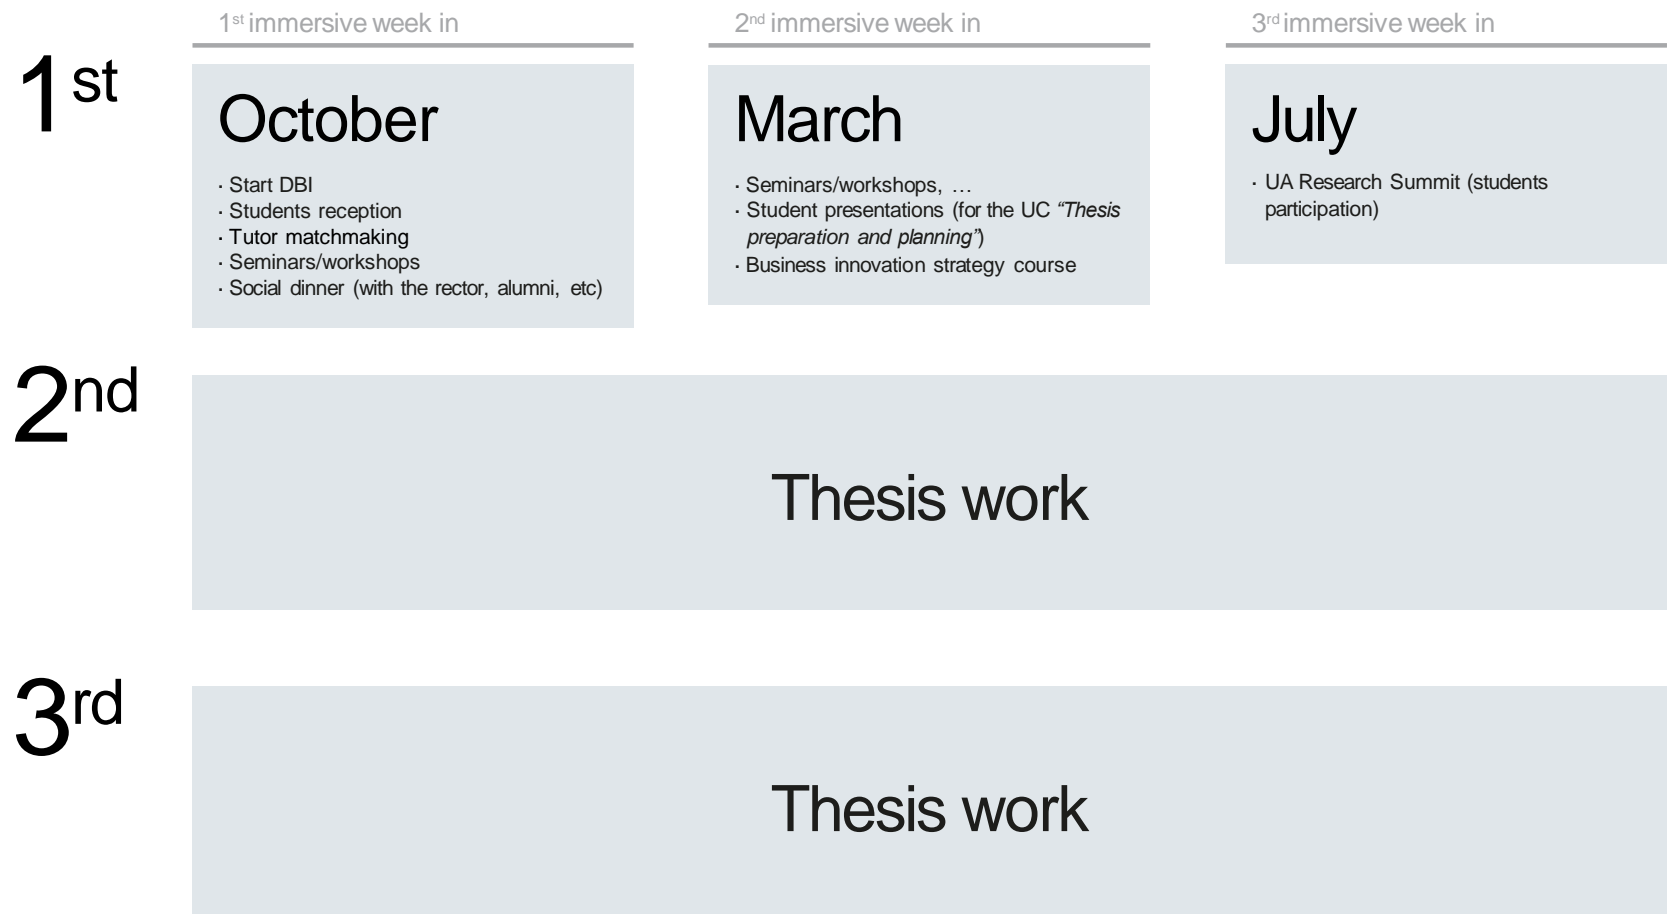 1st immersive week in
2nd immersive week in
3rd immersive week in
1st
October
· Start DBI
· Students reception
· Tutor matchmaking
· Seminars/workshops
· Social dinner (with the rector, alumni, etc)
March
· Seminars/workshops, …
· Student presentations (for the UC “Thesis
preparation and planning”)
· Business innovation strategy course
July
· UA Research Summit (students
participation)
2nd
Thesis work
3rd
Thesis work